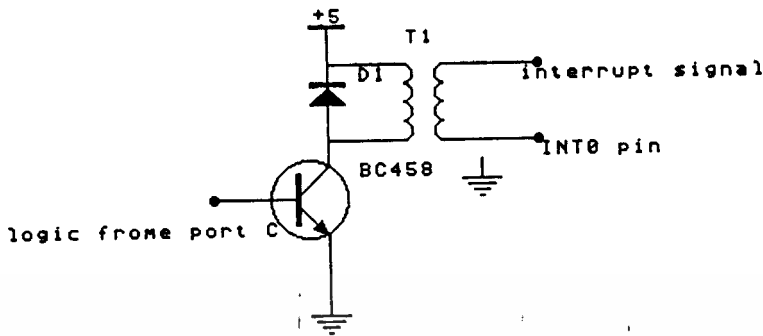 +5
T1
D1
interrupt signal
INT0 pin
BC458
logic frome port C